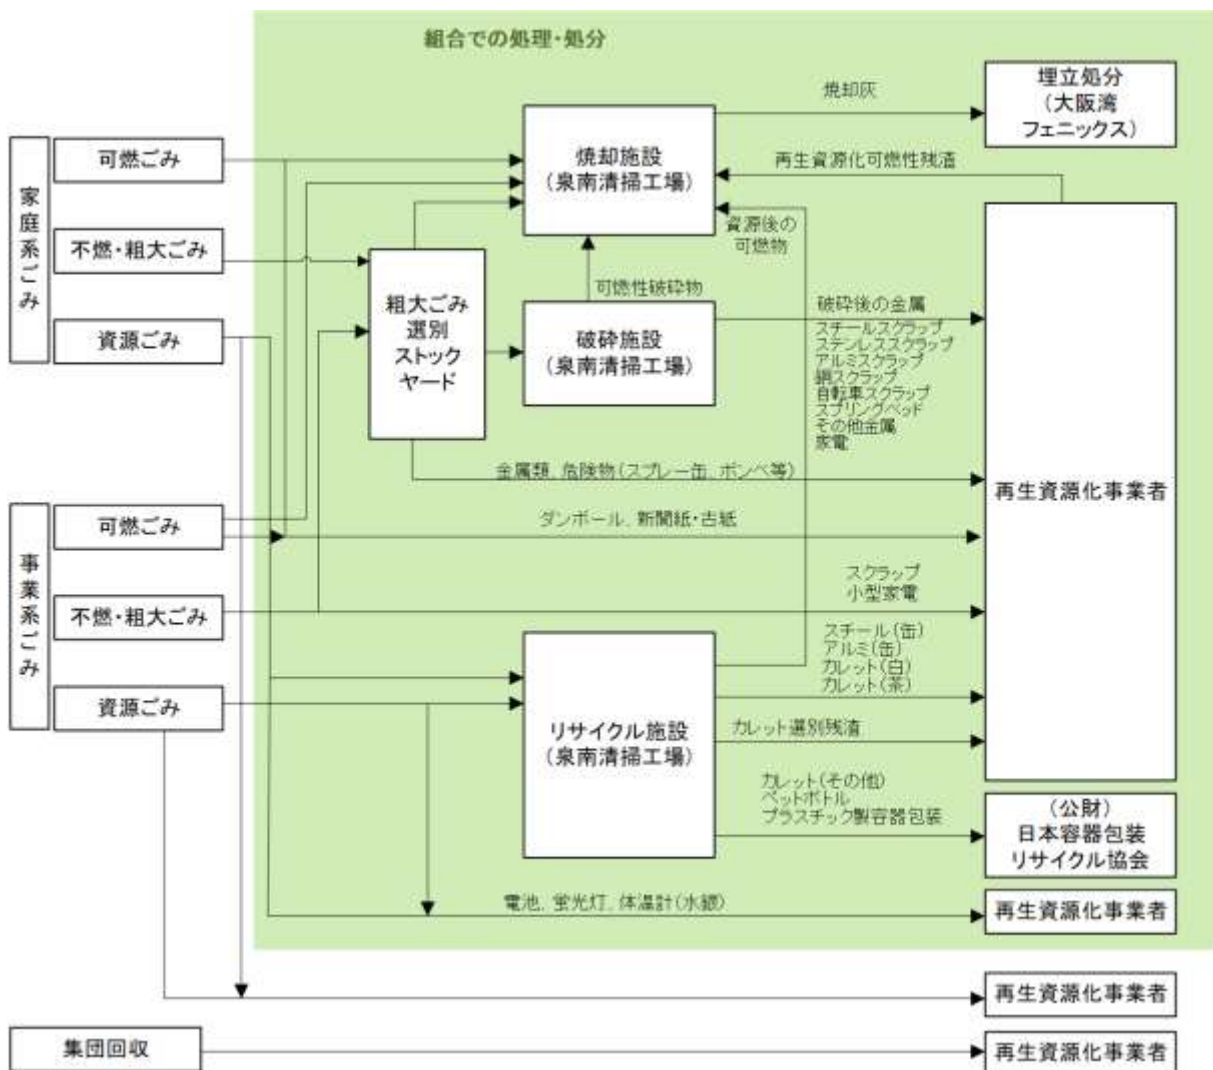 組合での処理・処分
焼却灰
埋立処分
(大阪湾
フェニックス)
家庭系ごみ
可燃ごみ
不燃・粗大ごみ
資源ごみ
焼却施設
(泉南清掃工場)
再生資源化可燃性残渣
資源後の
可燃物
可燃性破砕物
粗大ごみ
選別
ストック
ヤード
破砕施設
(泉南清掃工場)
破砕後の金属
スチールスクラップ
ステンレススクラップ
アルミスクラップ
銅スクラップ
自転車スクラップ
スプリングベッド
その他金属
家電
金属類、危険物(スプレー缶、ボンベ等)
再生資源化事業者
事業系ごみ
可燃ごみ
不燃・粗大ごみ
資源ごみ
ダンボール、新聞紙・古紙
スクラップ
小型家電
スチール(缶)
アルミ(缶)
カレット(白)
カレット(茶)
リサイクル施設
(泉南清掃工場)
カレット選別残渣
カレット(その他)
ペットボトル
プラスチック製容器包装
(公財)
日本容器包装
リサイクル協会
電池、蛍光灯、体温計(水銀)
再生資源化事業者
再生資源化事業者
集団回収
再生資源化事業者